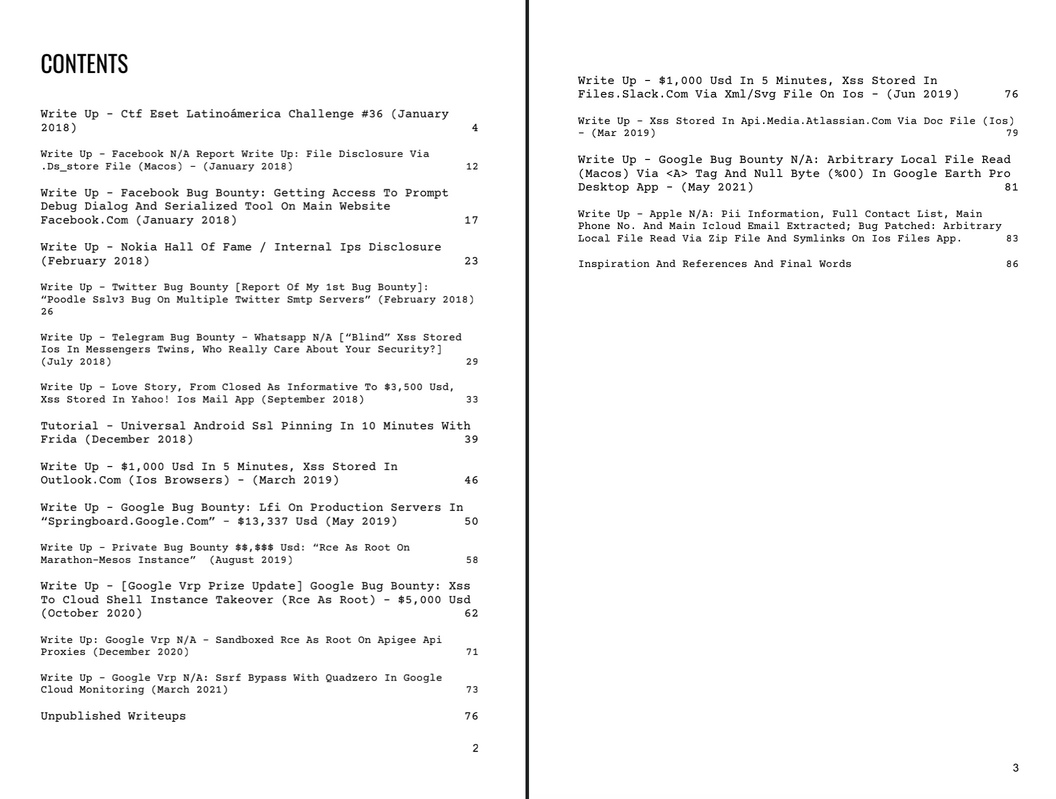 CONTENTS
Write Up – Ctf Eset Latinoámerica Challenge #36 (January
2018) 4
Write Up – Facebook N/A Report Write Up: File Disclosure Via
.Ds_store File (Macos) – (January 2018) 12
Write Up – Facebook Bug Bounty: Getting Access To Prompt
Debug Dialog And Serialized Tool On Main Website
Facebook.Com (January 2018) 17
Write Up – Nokia Hall Of Fame / Internal Ips Disclosure
(February 2018) 23
Write Up – Twitter Bug Bounty [Report Of My 1st Bug Bounty]:
“Poodle Sslv3 Bug On Multiple Twitter Smtp Servers” (February 2018)
26
Write Up – Telegram Bug Bounty – Whatsapp N/A [“Blind” Xss Stored
Ios In Messengers Twins, Who Really Care About Your Security?]
(July 2018) 29
Write Up – Love Story, From Closed As Informative To $3,500 Usd,
Xss Stored In Yahoo! Ios Mail App (September 2018) 33
Tutorial – Universal Android Ssl Pinning In 10 Minutes With
Frida (December 2018) 39
Write Up – $1,000 Usd In 5 Minutes, Xss Stored In
Outlook.Com (Ios Browsers) – (March 2019) 46
Write Up – Google Bug Bounty: Lfi On Production Servers In
“Springboard.Google.Com” – $13,337 Usd (May 2019) 50
Write Up – Private Bug Bounty $$,$$$ Usd: “Rce As Root On
Marathon-Mesos Instance” (August 2019) 58
Write Up – [Google Vrp Prize Update] Google Bug Bounty: Xss
To Cloud Shell Instance Takeover (Rce As Root) – $5,000 Usd
(October 2020) 62
Write Up: Google Vrp N/A – Sandboxed Rce As Root On Apigee Api
Proxies (December 2020) 71
Write Up – Google Vrp N/A: Ssrf Bypass With Quadzero In Google
Cloud Monitoring (March 2021) 73
Unpublished Writeups 76
2
Write Up – $1,000 Usd In 5 Minutes, Xss Stored In
Files.Slack.Com Via Xml/Svg File On Ios – (Jun 2019) 76
Write Up – Xss Stored In Api.Media.Atlassian.Com Via Doc File (Ios)
– (Mar 2019) 79
Write Up – Google Bug Bounty N/A: Arbitrary Local File Read
(Macos) Via <A> Tag And Null Byte (%00) In Google Earth Pro
Desktop App – (May 2021) 81
Write Up – Apple N/A: Pii Information, Full Contact List, Main
Phone No. And Main Icloud Email Extracted; Bug Patched: Arbitrary
Local File Read Via Zip File And Symlinks On Ios Files App. 83
Inspiration And References And Final Words 86
3